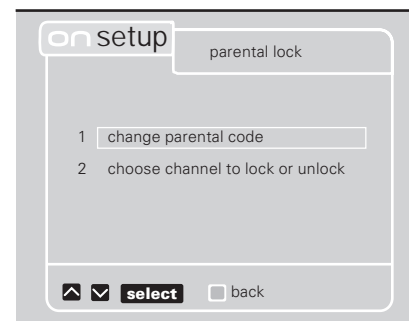 on setup
parental lock
1 change parental code
2 choose channel to lock or unlock
select back